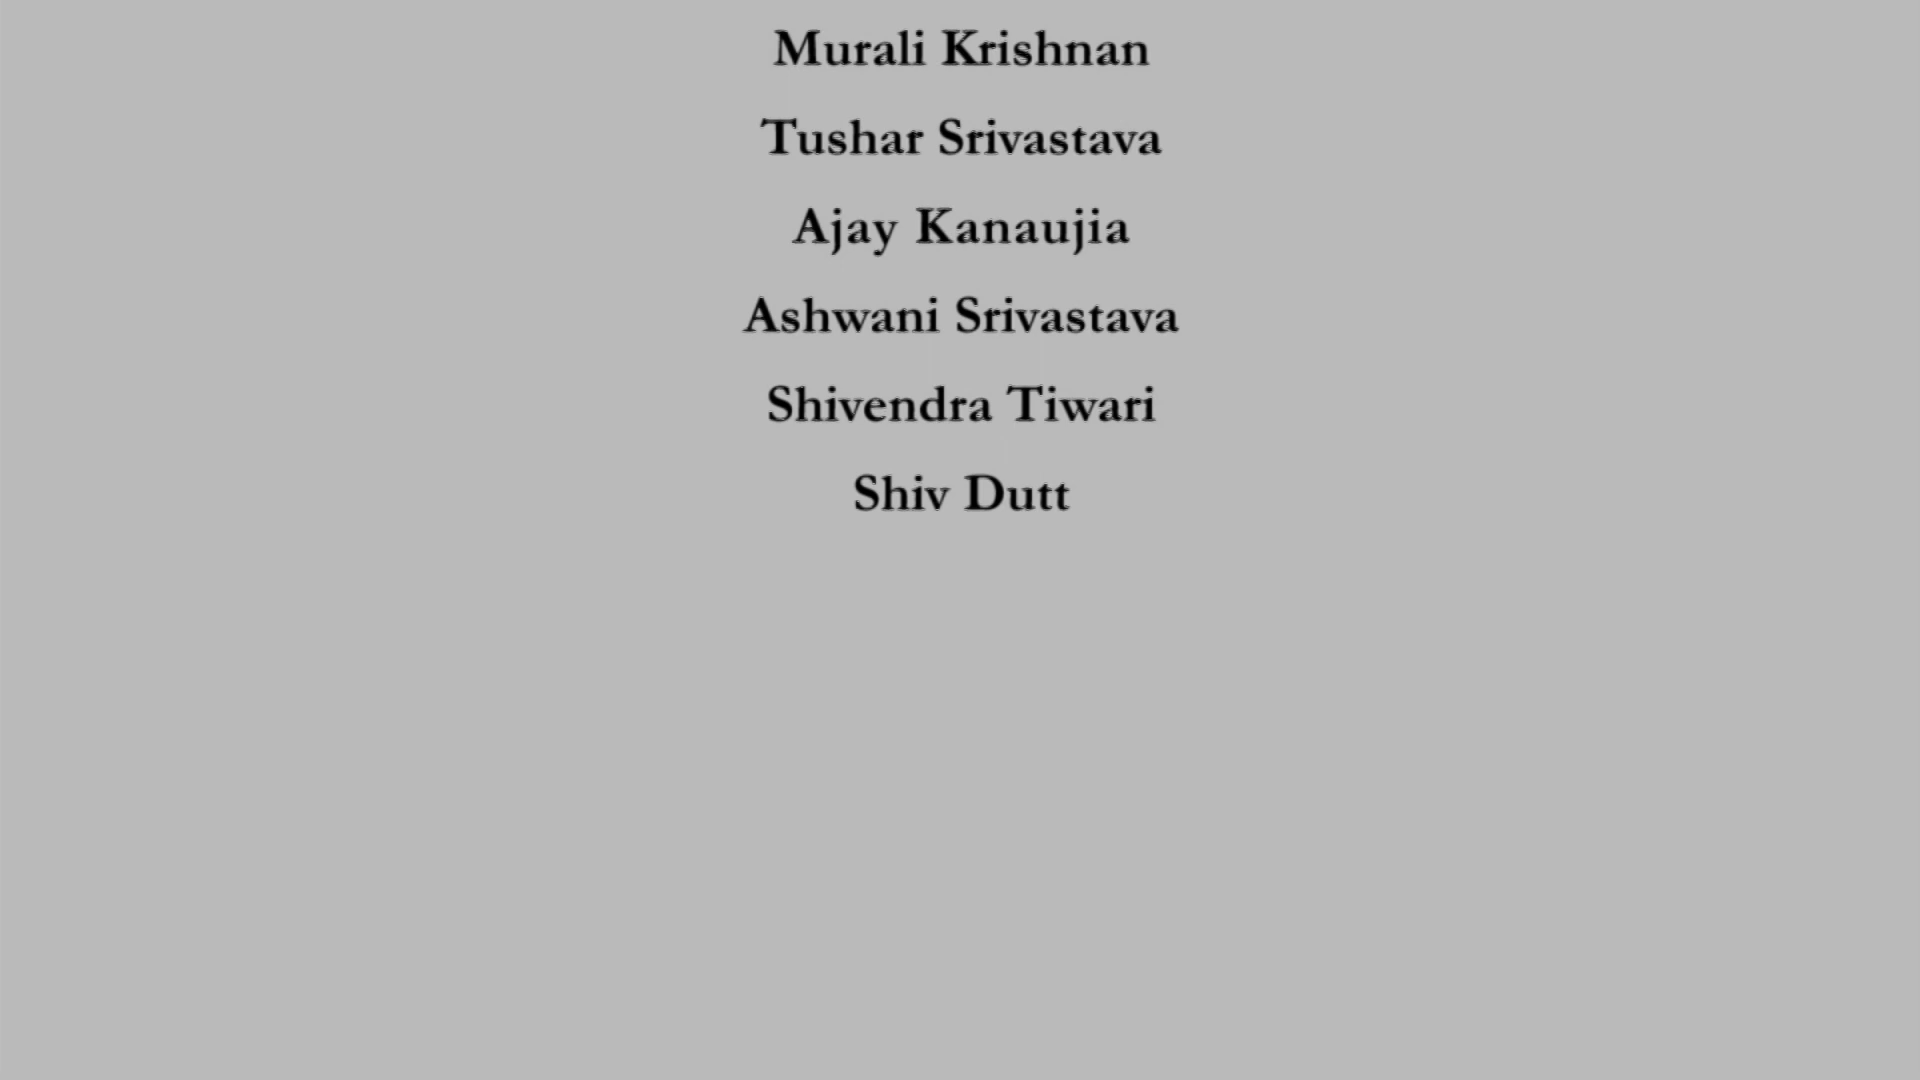 Murali Krishnan
Tushar Srivastava
Ajay Kanaujia
Ashwani Srivastava
Shivendra Tiwari
Shiv Dutt